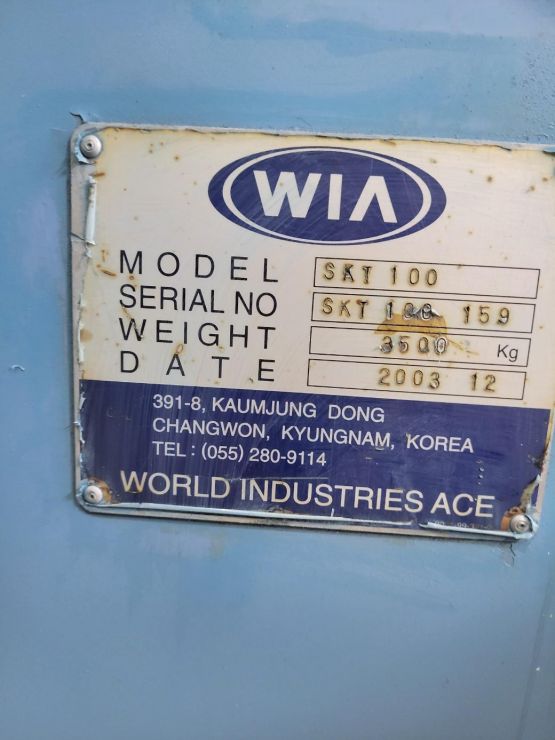 WIA
MODEL SKT 100
SERIAL NO SKT 100 159
WEIGHT 3500 Kg
DATE 2003 12
391-8, KAUMJUNG DONG
CHANGWON, KYUNGNAM, KOREA
TEL : (055) 280-9114
WORLD INDUSTRIES ACE